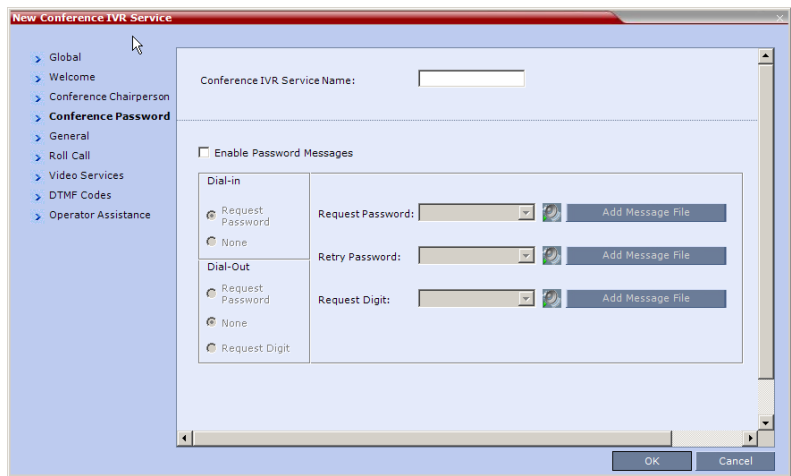 New Conference IVR Service
Global
Welcome
Conference Chairperson
Conference Password
General
Roll Call
Video Services
DTMF Codes
Operator Assistance
Conference IVR Service Name:
Enable Password Messages
Dial-in
Request
Password
None
Dial-Out
Request
Password
None
Request Digit
Request Password:
Add Message File
Retry Password:
Add Message File
Request Digit:
Add Message File
OK
Cancel